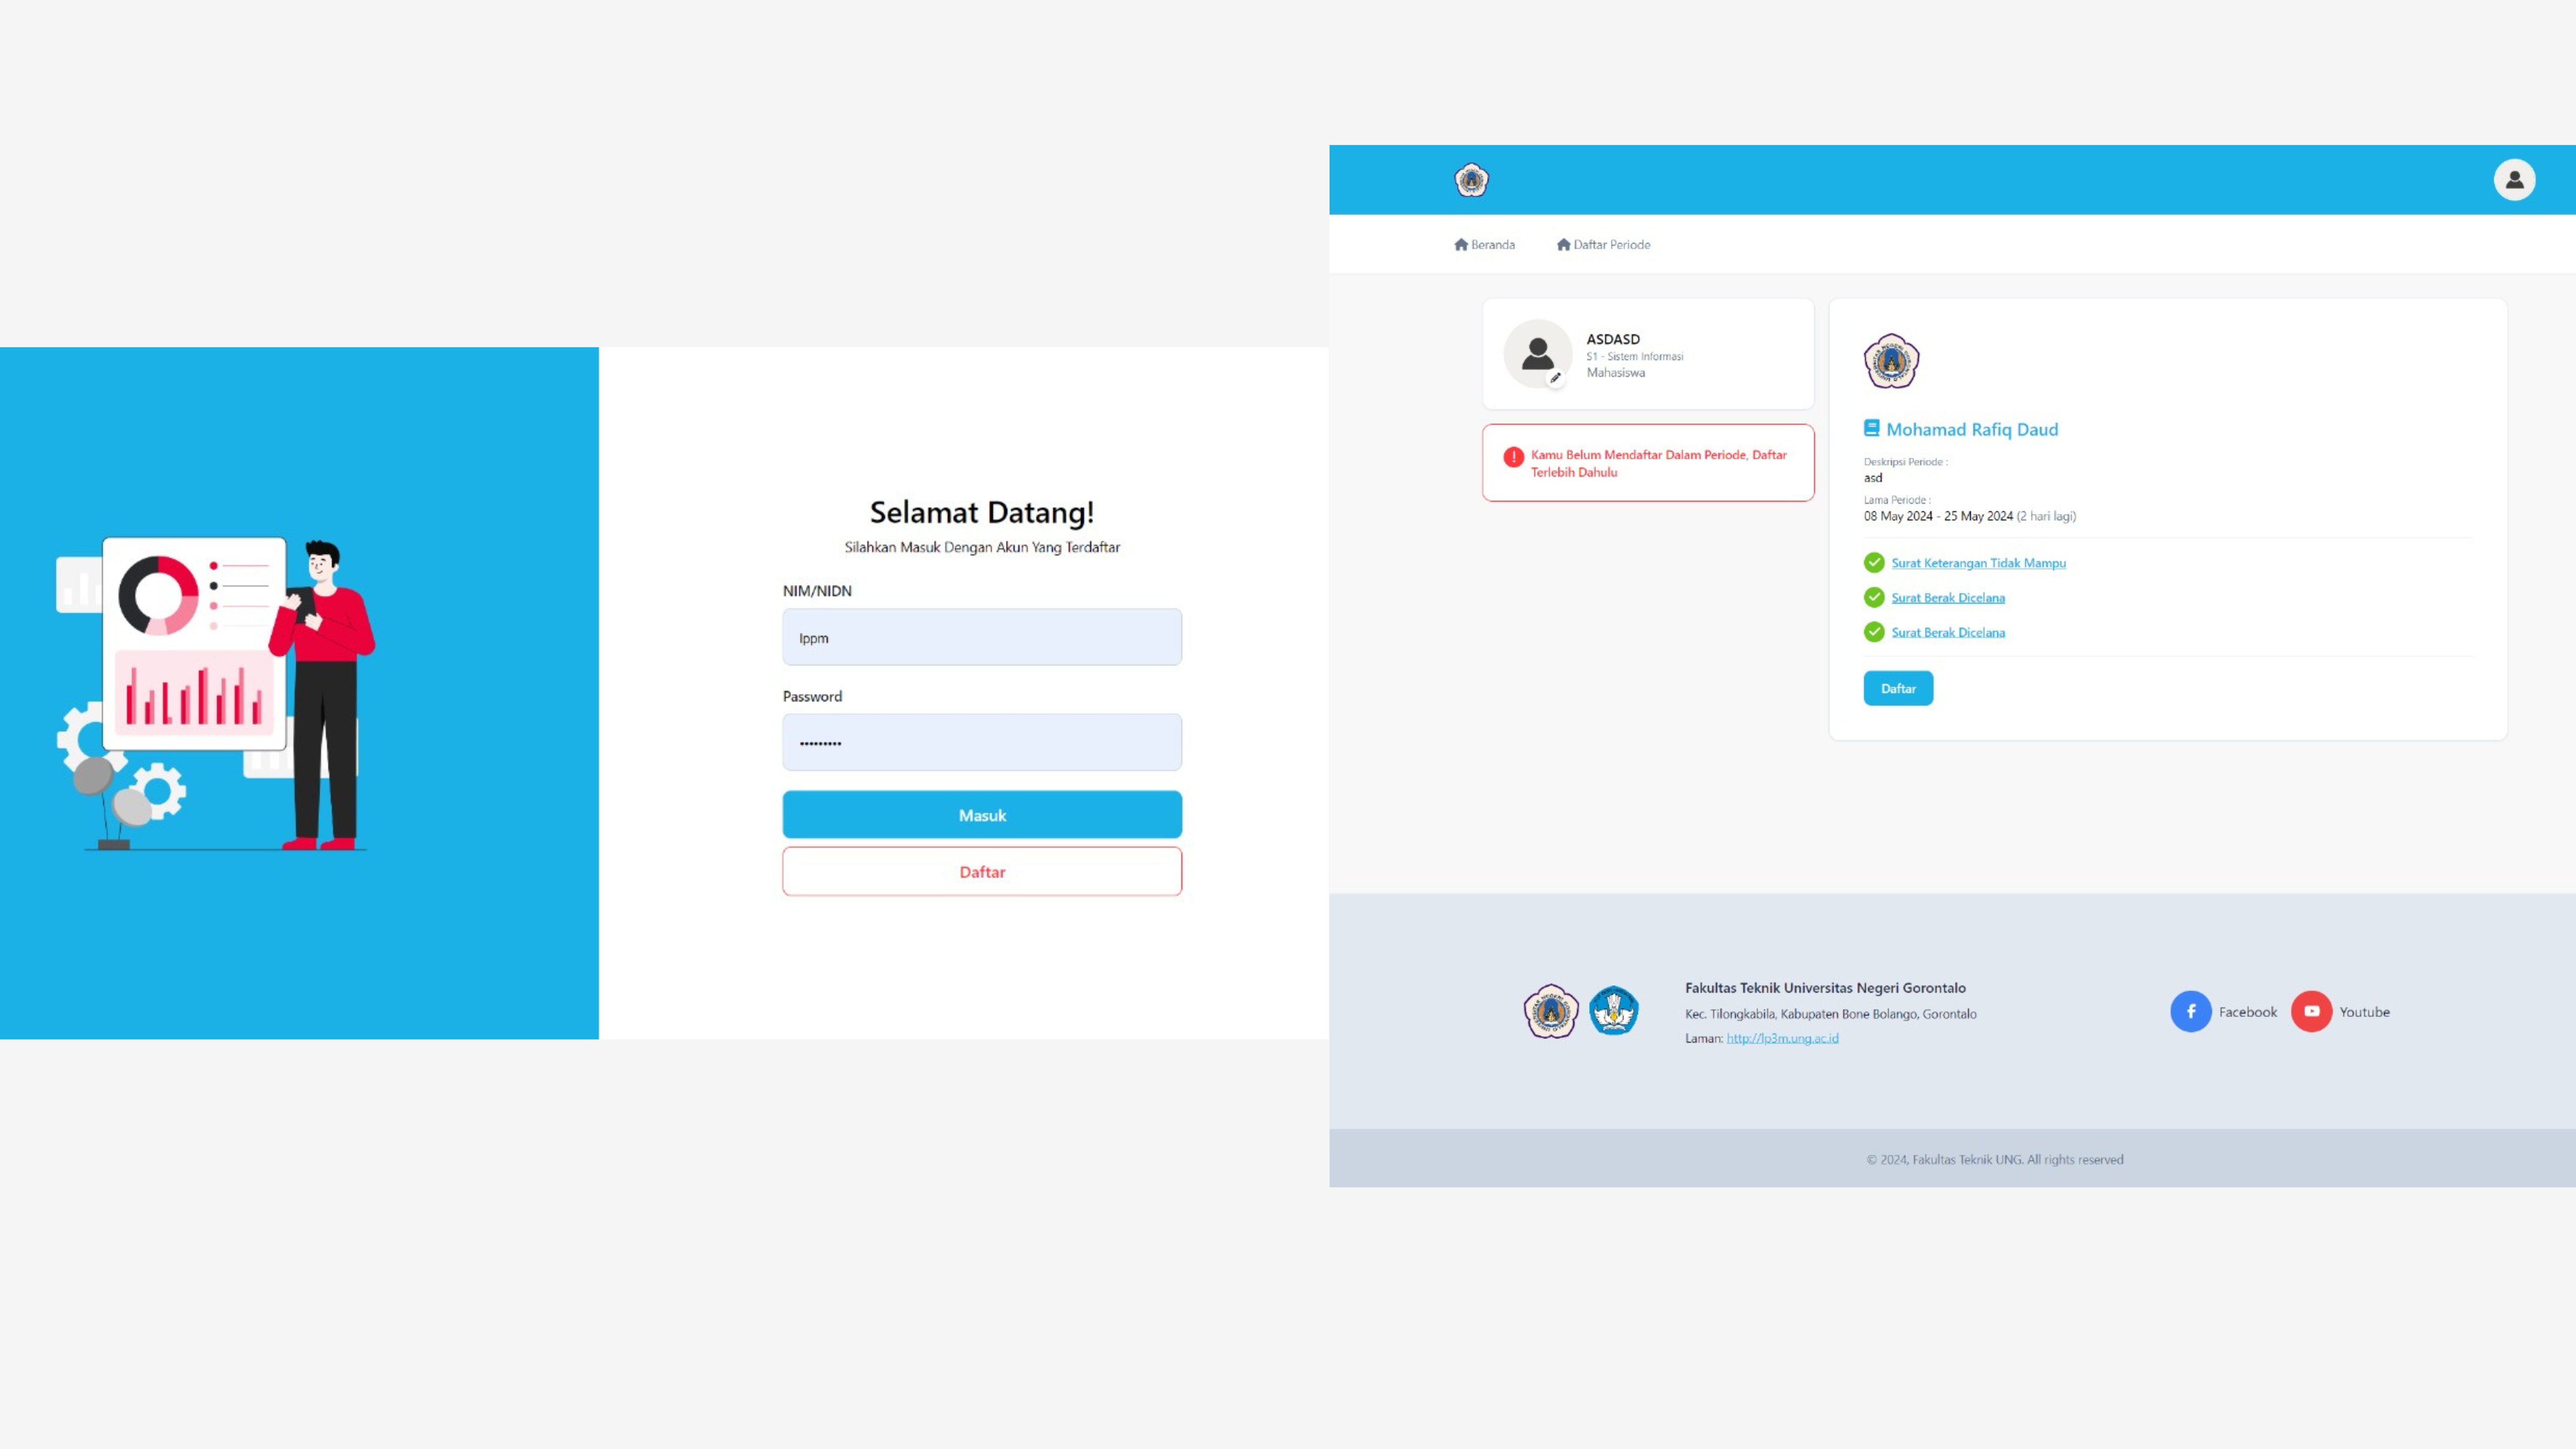 Selamat Datang!
Silahkan Masuk Dengan Akun Yang Terdaftar
NIM/NIDN
lppm
Password
Masuk
Daftar
Beranda
Daftar Periode
ASDASD
S1 - Sistem Informasi
Mahasiswa
Kamu Belum Mendaftar Dalam Periode, Daftar
Terlebih Dahulu
Mohamad Rafiq Daud
Deskripsi Periode :
asd
Lama Periode :
08 May 2024 - 25 May 2024 (2 hari lagi)
Surat Keterangan Tidak Mampu
Surat Berak Dicelana
Surat Berak Dicelana
Daftar
Fakultas Teknik Universitas Negeri Gorontalo
Kec. Tilongkabila, Kabupaten Bone Bolango, Gorontalo
Laman: http://lp3m.ung.ac.id
Facebook
Youtube
© 2024, Fakultas Teknik UNG. All rights reserved